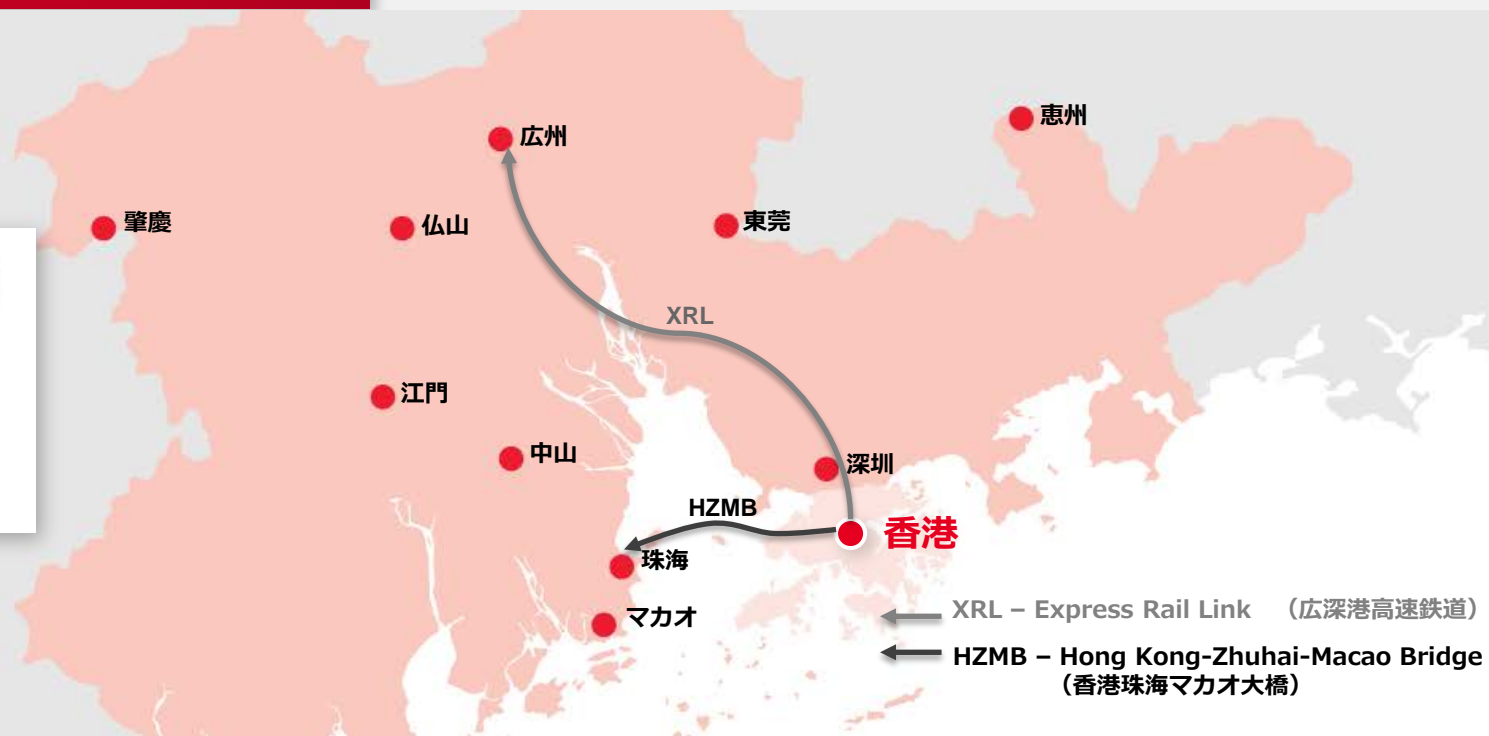 恵州
広州
肇慶
仏山
東莞
XRL
江門
中山
深圳
HZMB
香港
珠海
マカオ
XRL – Express Rail Link （広深港高速鉄道）
HZMB – Hong Kong-Zhuhai-Macao Bridge
（香港珠海マカオ大橋）